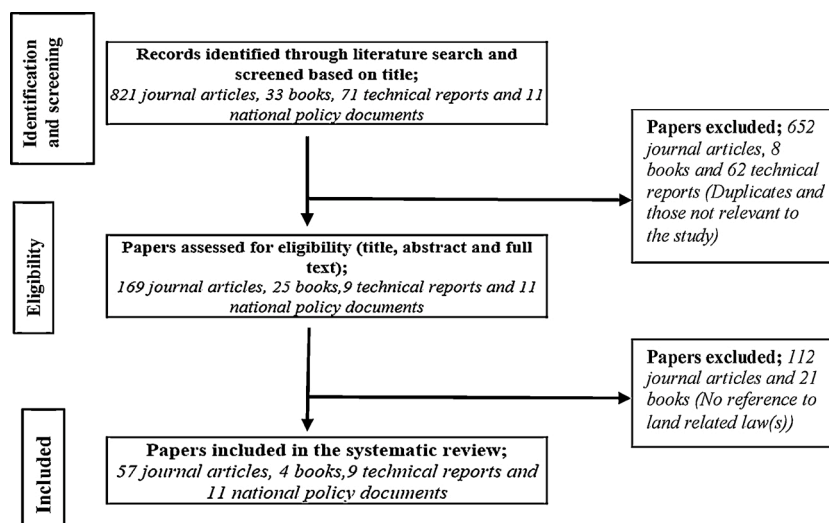 Identification
and screening
Records identified through literature search and
screened based on title;
821 journal articles, 33 books, 71 technical reports and 11
national policy documents
Papers excluded; 652
journal articles, 8
books and 62 technical
reports (Duplicates and
those not relevant to
the study)
Eligibility
Papers assessed for eligibility (title, abstract and full
text);
169 journal articles, 25 books,9 technical reports and 11
national policy documents
Papers excluded; 112
journal articles and 21
books (No reference to
land related law(s))
Included
Papers included in the systematic review;
57 journal articles, 4 books,9 technical reports and
11 national policy documents